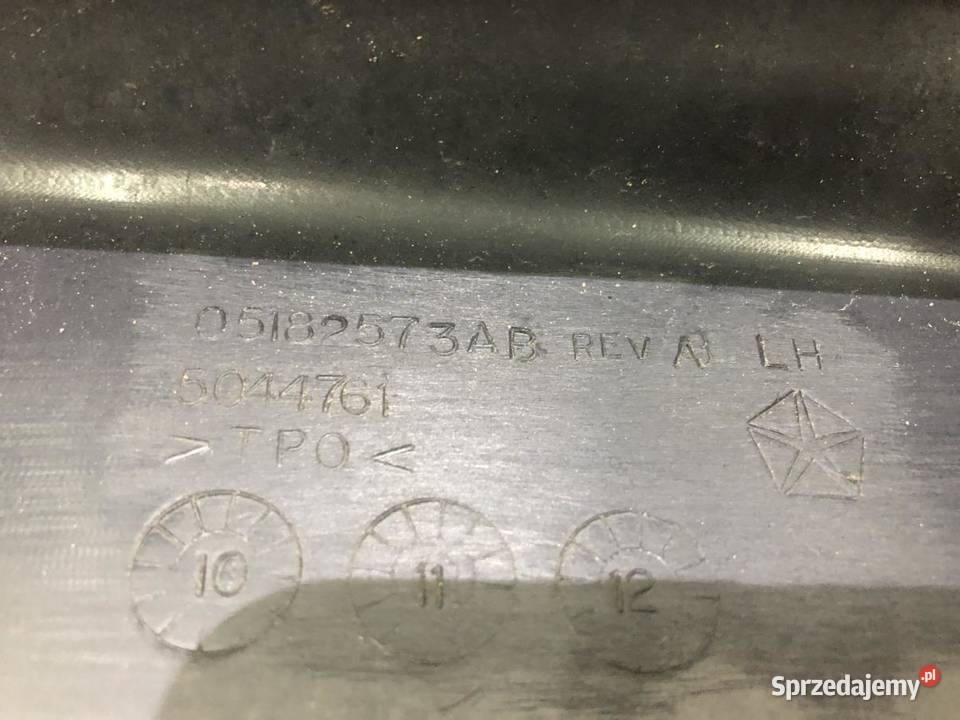 05182573AB REV LH
5044761
>TPO<
10 11 12
Sprzedajemy.pl